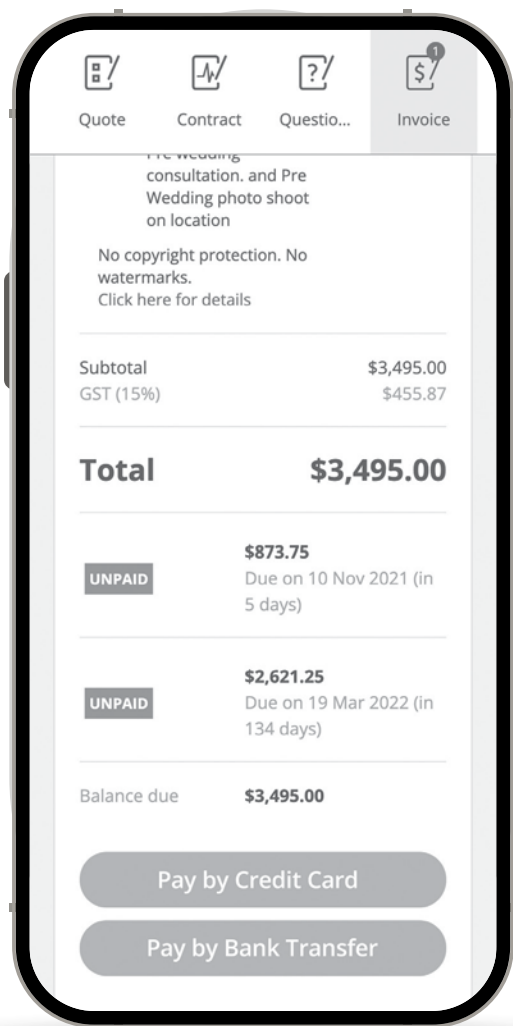 1
Quote
Contract
Questio...
Invoice
Pre wedding
consultation. and Pre
Wedding photo shoot
on location
No copyright protection. No
watermarks.
Click here for details
Subtotal $3,495.00
GST (15%) $455.87
Total $3,495.00
$873.75
UNPAID
Due on 10 Nov 2021 (in
5 days)
$2,621.25
UNPAID
Due on 19 Mar 2022 (in
134 days)
Balance due $3,495.00
Pay by Credit Card
Pay by Bank Transfer